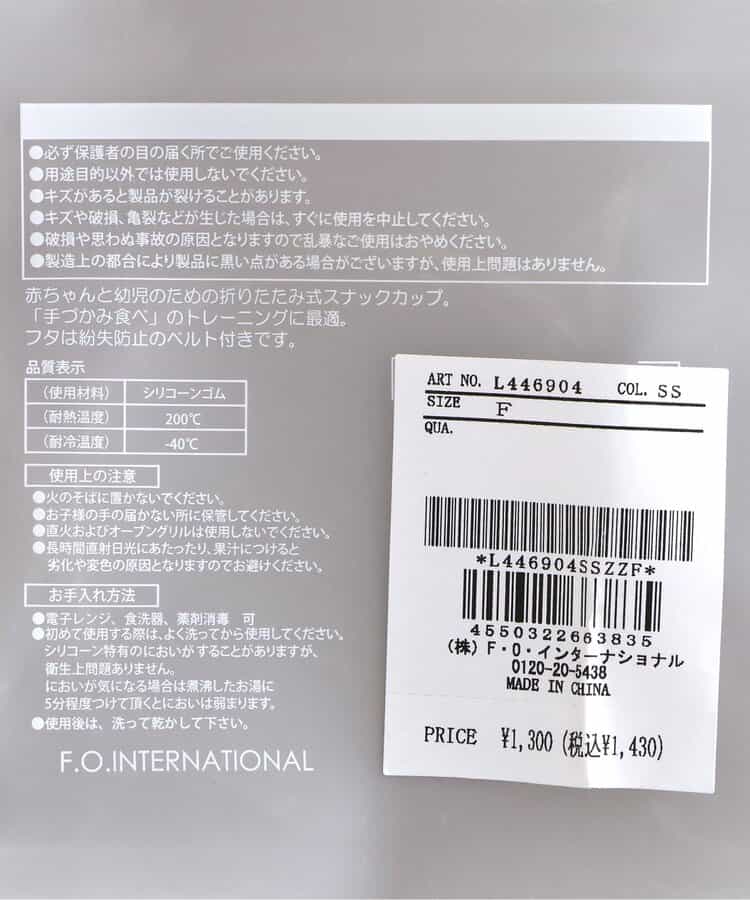 ●必ず保護者の目の届く所でご使用ください。
●用途目的以外では使用しないでください。
●キズがあると製品が裂けることがあります。
●キズや破損、亀裂などが生じた場合は、すぐに使用を中止してください。
●破損や思わぬ事故の原因となりますので乱暴なご使用はおやめください。
●製造上の都合により製品に黒い点がある場合がございますが、使用上問題はありません。
赤ちゃんと幼児のための折りたたみ式スナックカップ。
「手づかみ食べ」のトレーニングに最適。
フタは紛失防止のベルト付きです。
品質表示
（使用材料） シリコーンゴム
（耐熱温度） 200℃
（耐冷温度） -40℃
使用上の注意
●火のそばに置かないでください。
●お子様の手の届かない所に保管してください。
●直火およびオーブングリルは使用しないでください。
●長時間直射日光にあたったり、果汁につけると
劣化や変色の原因となりますのでお避けください。
お手入れ方法
●電子レンジ、食洗器、薬剤消毒　可
●初めて使用する際は、よく洗ってから使用してください。
シリコーン特有のにおいがすることがありますが、
衛生上問題ありません。
においが気になる場合は煮沸したお湯に
5分程度つけて頂くとにおいは弱まります。
●使用後は、洗って乾かして下さい。
F.O.INTERNATIONAL
ART NO. L446904 COL. SS
SIZE F
QUA.
*L446904SSZZF*
4550322663835
(株)F・O・インターナショナル
0120-20-5438
MADE IN CHINA
PRICE ¥1,300 (税込¥1,430)